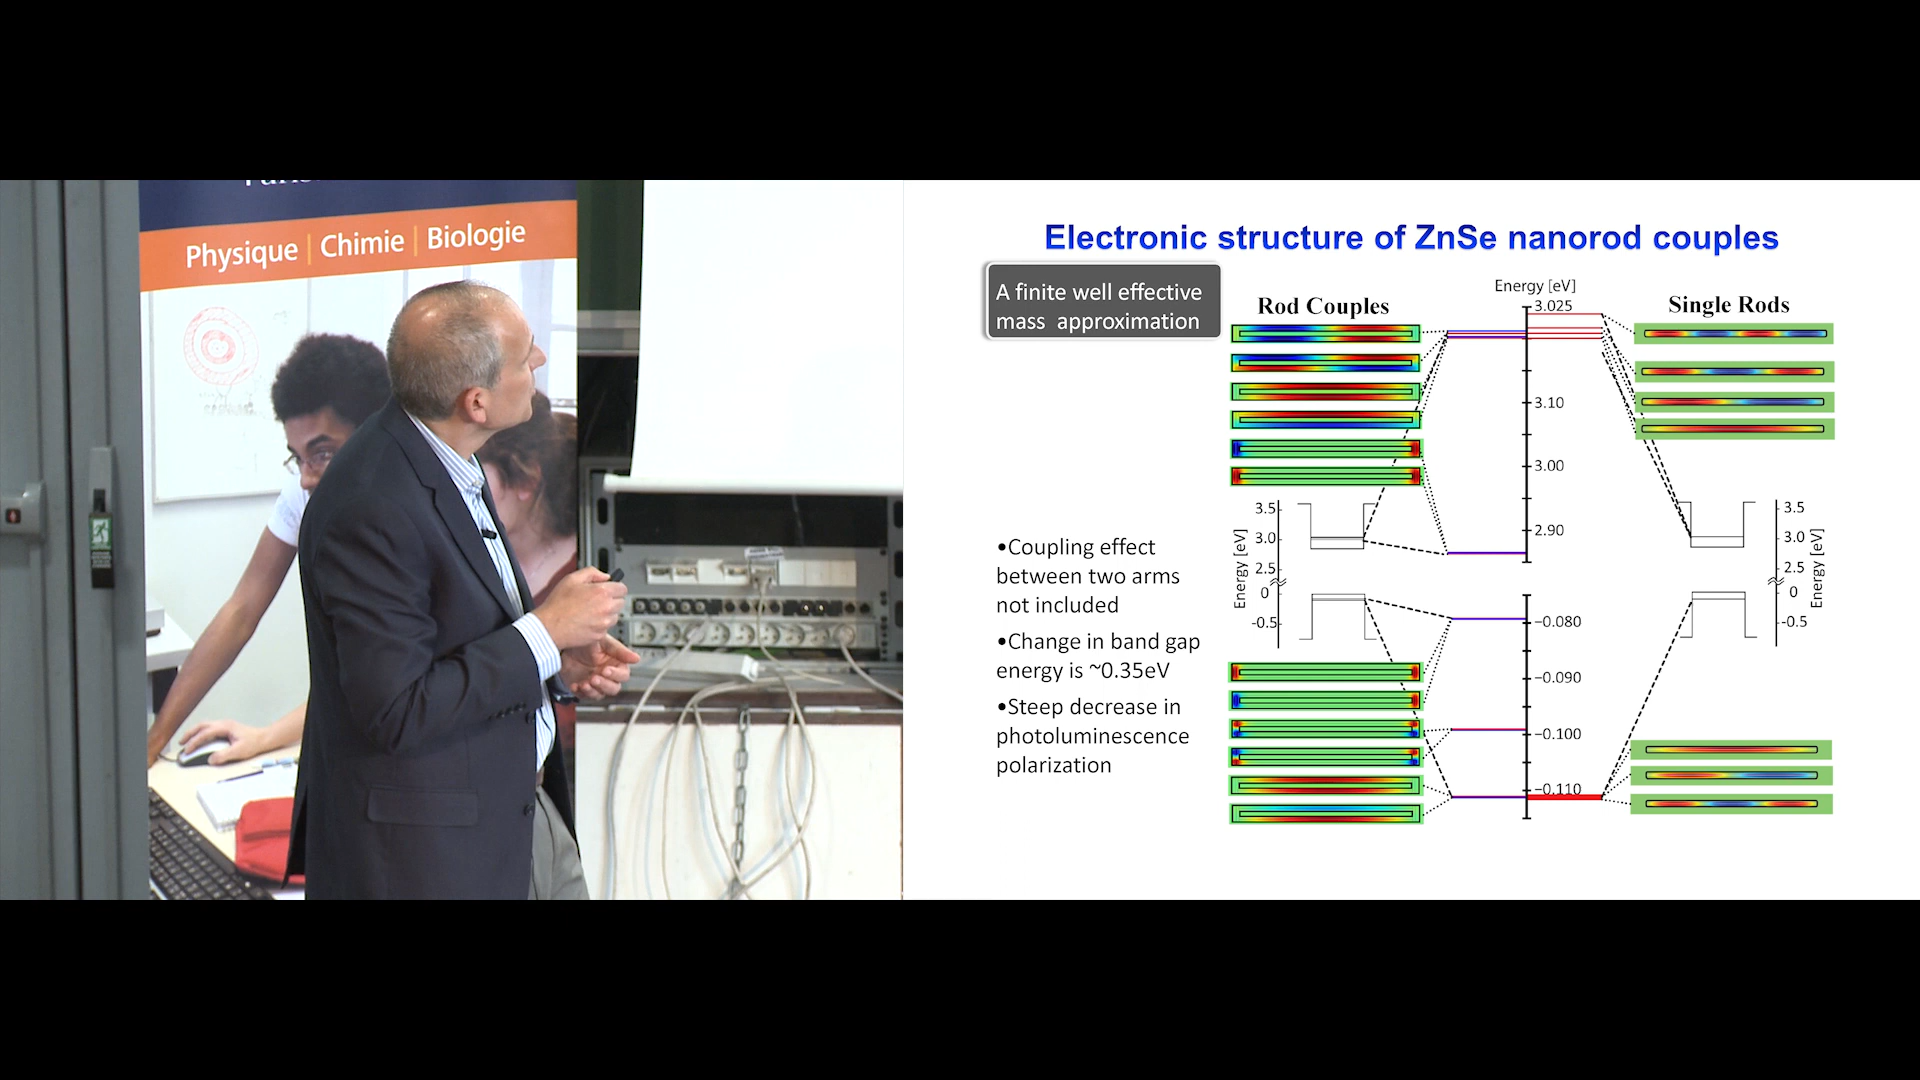 Physique | Chimie | Biologie
Electronic structure of ZnSe nanorod couples
A finite well effective
mass approximation
Rod Couples
Energy [eV]
Single Rods
3.025
3.10
3.00
2.90
3.5
3.0
2.5
0
-0.5
Energy [eV]
3.5
3.0
2.5
0
-0.5
Energy [eV]
−0.080
−0.090
−0.100
−0.110
•Coupling effect
between two arms
not included
•Change in band gap
energy is ~0.35eV
•Steep decrease in
photoluminescence
polarization